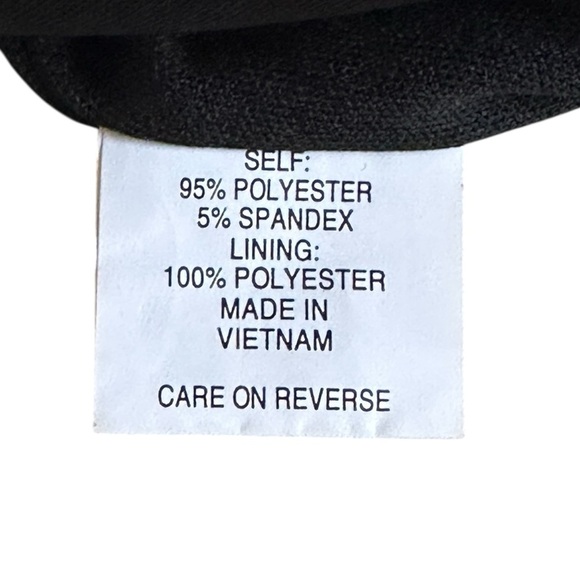 SELF:
95% POLYESTER
5% SPANDEX
LINING:
100% POLYESTER
MADE IN
VIETNAM
CARE ON REVERSE